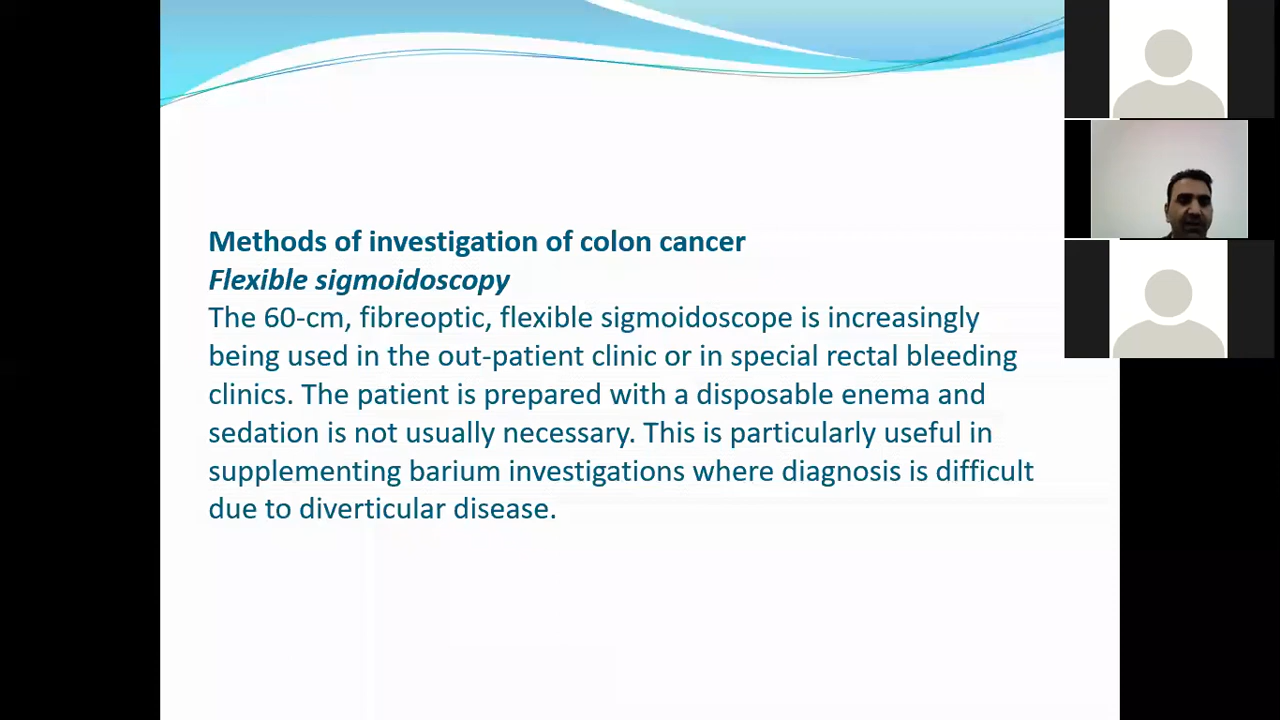 Methods of investigation of colon cancer
Flexible sigmoidoscopy
The 60-cm, fibreoptic, flexible sigmoidoscope is increasingly
being used in the out-patient clinic or in special rectal bleeding
clinics. The patient is prepared with a disposable enema and
sedation is not usually necessary. This is particularly useful in
supplementing barium investigations where diagnosis is difficult
due to diverticular disease.